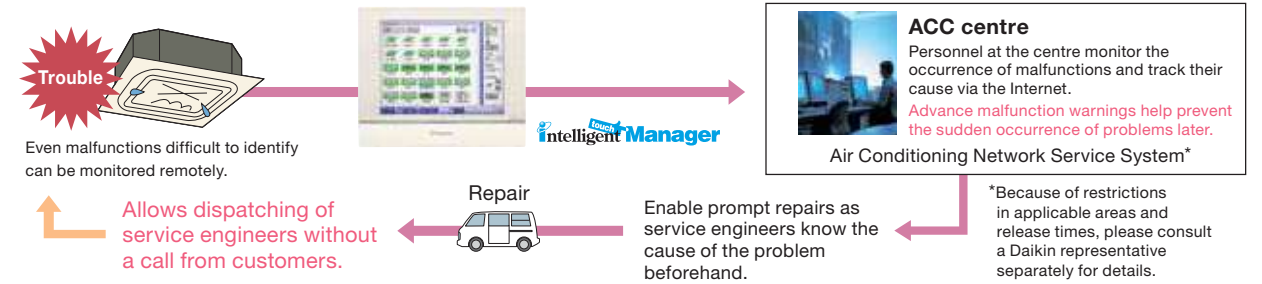 Trouble
Even malfunctions difficult to identify
can be monitored remotely.
intelligent touch Manager
ACC centre
Personnel at the centre monitor the
occurrence of malfunctions and track their
cause via the Internet.
Advance malfunction warnings help prevent
the sudden occurrence of problems later.
Air Conditioning Network Service System*
*Because of restrictions
in applicable areas and
release times, please consult
a Daikin representative
separately for details.
Enable prompt repairs as
service engineers know the
cause of the problem
beforehand.
Repair
Allows dispatching of
service engineers without
a call from customers.